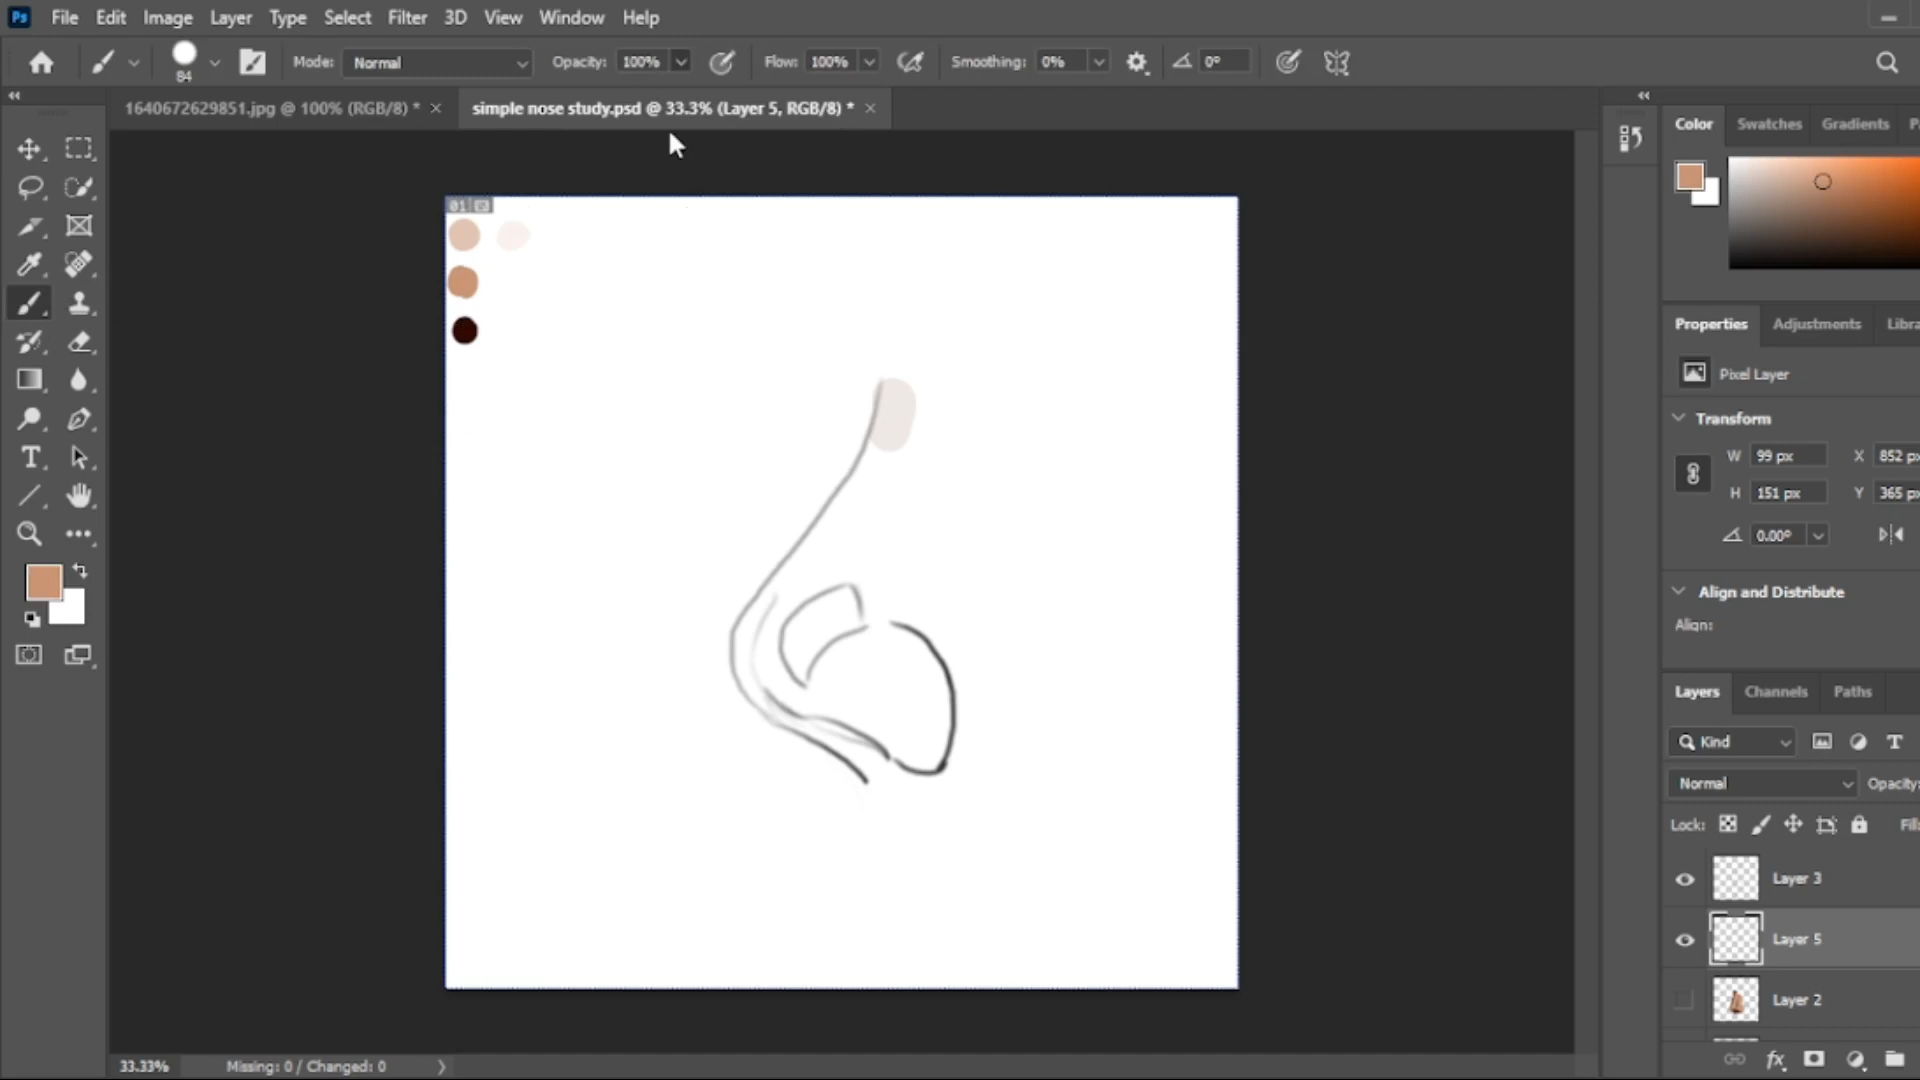 Ps File Edit Image Layer Type Select Filter 3D View Window Help
84 Mode: Normal Opacity: 100% Flow: 100% Smoothing: 0% 0°
1640672629851.jpg @ 100% (RGB/8) * × simple nose study.psd @ 33.3% (Layer 5, RGB/8) * ×
Color Swatches Gradients
01
Properties Adjustments Libra
Pixel Layer
Transform
W 99 px X 852 px
H 151 px Y 365 px
0.00°
Align and Distribute
Align:
Layers Channels Paths
Kind
Normal Opacity:
Lock: Fill
Layer 3
Layer 5
Layer 2
fx
33.33% Missing: 0 / Changed: 0